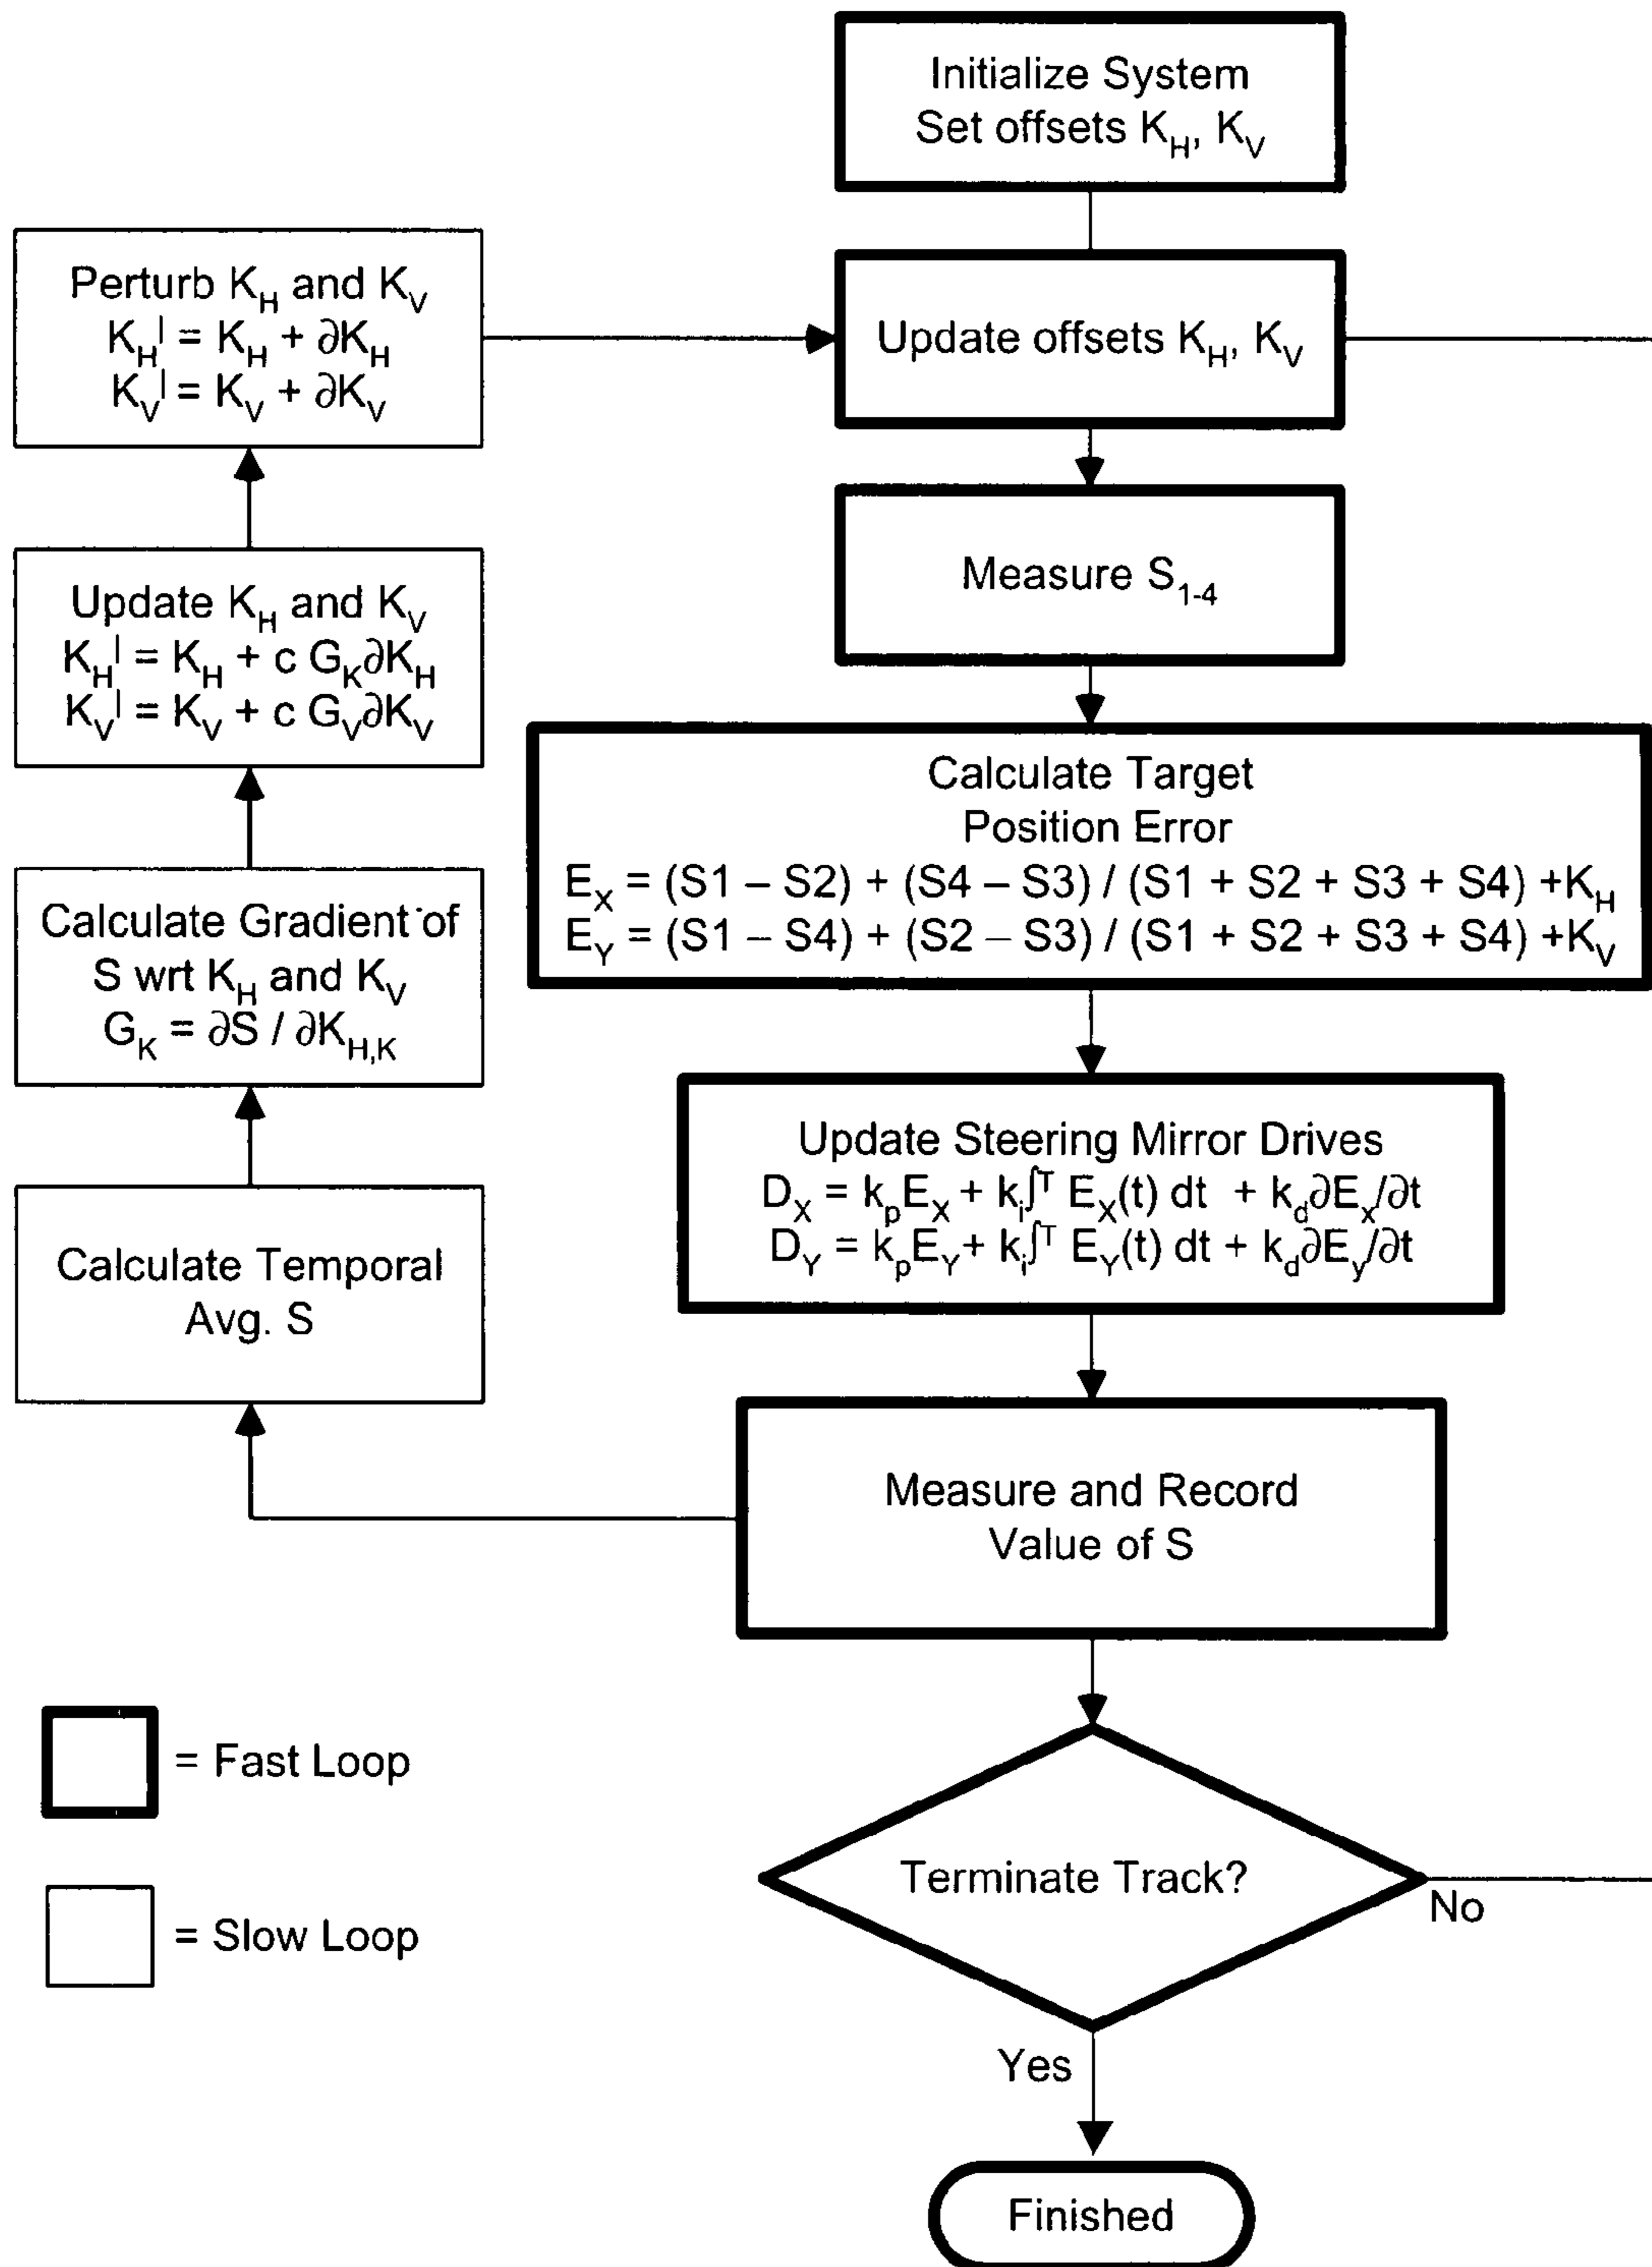 Initialize System
Set offsets K_H, K_V
Update offsets K_H, K_V
Measure S_1-4
Calculate Target
Position Error
E_X = (S1 – S2) + (S4 – S3) / (S1 + S2 + S3 + S4) +K_H
E_Y = (S1 – S4) + (S2 – S3) / (S1 + S2 + S3 + S4) +K_V
Update Steering Mirror Drives
D_X = k_pE_X + k_i∫^T E_X(t) dt + k_d∂E_x/∂t
D_Y = k_pE_Y + k_i∫^T E_Y(t) dt + k_d∂E_y/∂t
Measure and Record
Value of S
Terminate Track?
No
Yes
Finished
Calculate Temporal
Avg. S
Calculate Gradient of
S wrt K_H and K_V
G_K = ∂S / ∂K_H,K
Update K_H and K_V
K_H^| = K_H + c G_K∂K_H
K_V^| = K_V + c G_V∂K_V
Perturb K_H and K_V
K_H^| = K_H + ∂K_H
K_V^| = K_V + ∂K_V
= Fast Loop
= Slow Loop